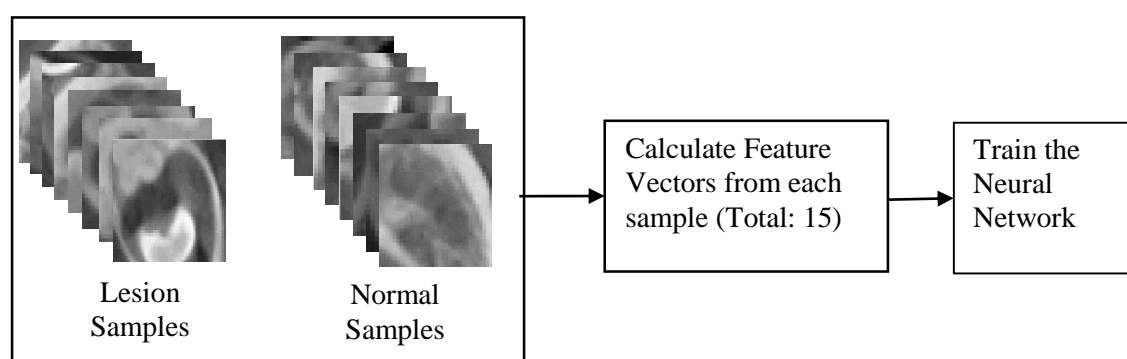 Lesion
Samples
Normal
Samples
Calculate Feature
Vectors from each
sample (Total: 15)
Train the
Neural
Network